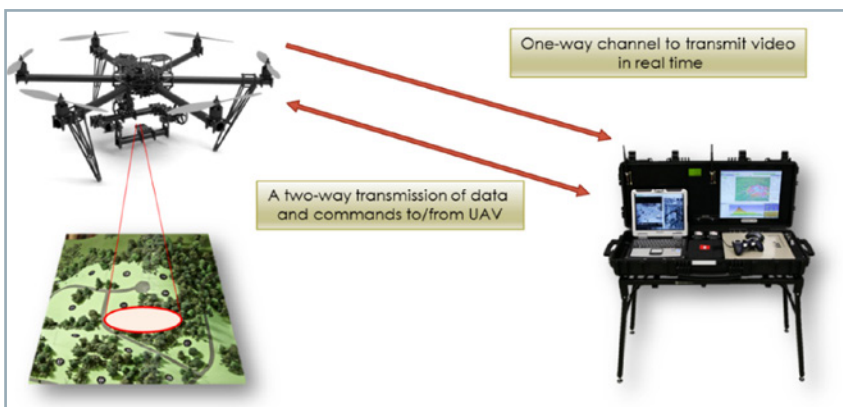 One-way channel to transmit video
in real time
A two-way transmission of data
and commands to/from UAV